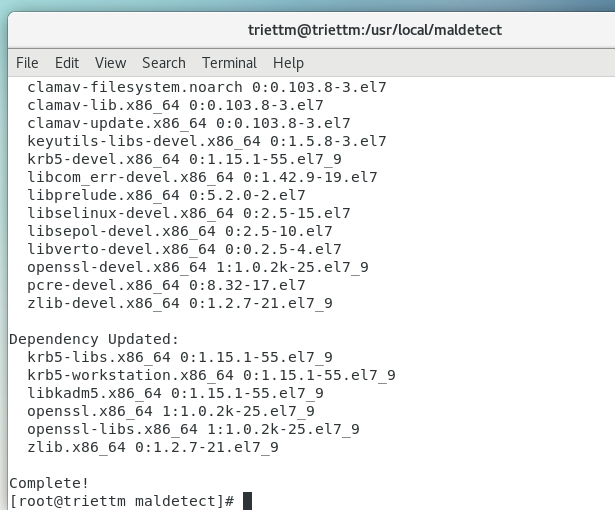 triettm@triettm:/usr/local/maldetect
File Edit View Search Terminal Help
clamav-filesystem.noarch 0:0.103.8-3.el7
clamav-lib.x86_64 0:0.103.8-3.el7
clamav-update.x86_64 0:0.103.8-3.el7
keyutils-libs-devel.x86_64 0:1.5.8-3.el7
krb5-devel.x86_64 0:1.15.1-55.el7_9
libcom_err-devel.x86_64 0:1.42.9-19.el7
libprelude.x86_64 0:5.2.0-2.el7
libselinux-devel.x86_64 0:2.5-15.el7
libsepol-devel.x86_64 0:2.5-10.el7
libverto-devel.x86_64 0:0.2.5-4.el7
openssl-devel.x86_64 1:1.0.2k-25.el7_9
pcre-devel.x86_64 0:8.32-17.el7
zlib-devel.x86_64 0:1.2.7-21.el7_9
Dependency Updated:
krb5-libs.x86_64 0:1.15.1-55.el7_9
krb5-workstation.x86_64 0:1.15.1-55.el7_9
libkadm5.x86_64 0:1.15.1-55.el7_9
openssl.x86_64 1:1.0.2k-25.el7_9
openssl-libs.x86_64 1:1.0.2k-25.el7_9
zlib.x86_64 0:1.2.7-21.el7_9
Complete!
[root@triettm maldetect]#